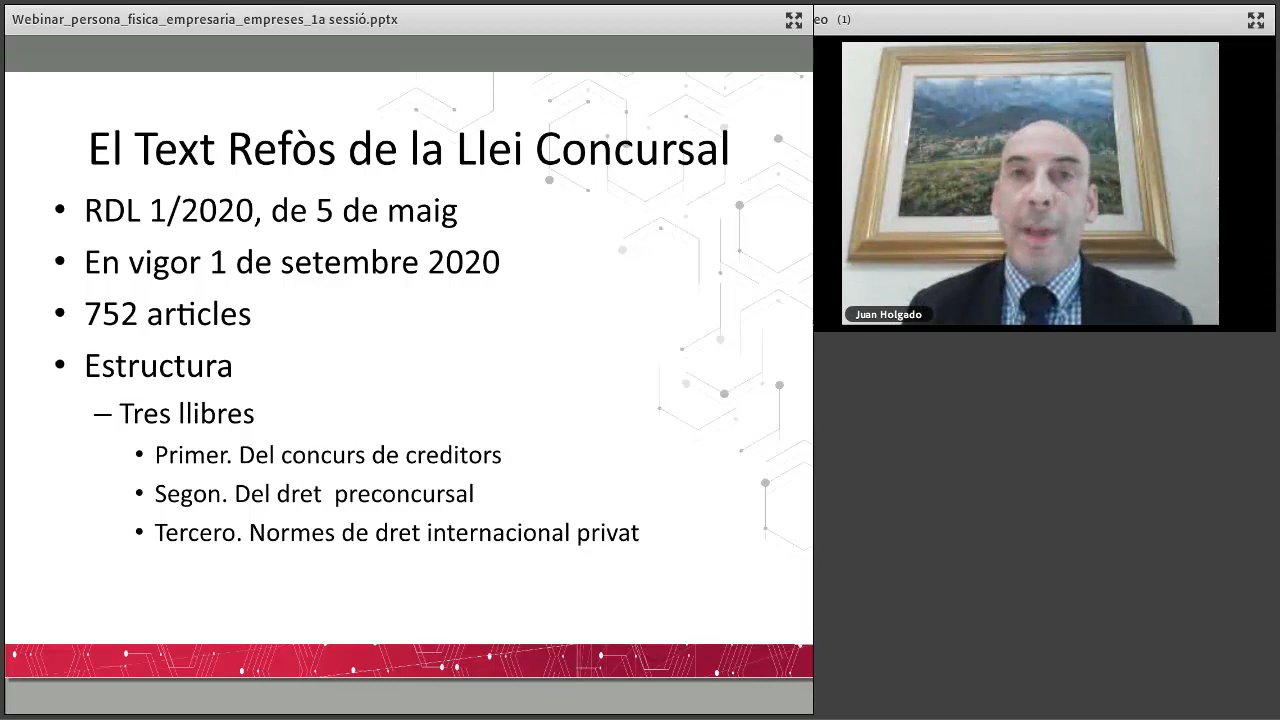 Webinar_persona_fisica_empresaria_empreses_1a sessió.pptx
eo (1)
El Text Refòs de la Llei Concursal
• RDL 1/2020, de 5 de maig
• En vigor 1 de setembre 2020
• 752 articles
• Estructura
– Tres llibres
• Primer. Del concurs de creditors
• Segon. Del dret  preconcursal
• Tercero. Normes de dret internacional privat
Juan Holgado